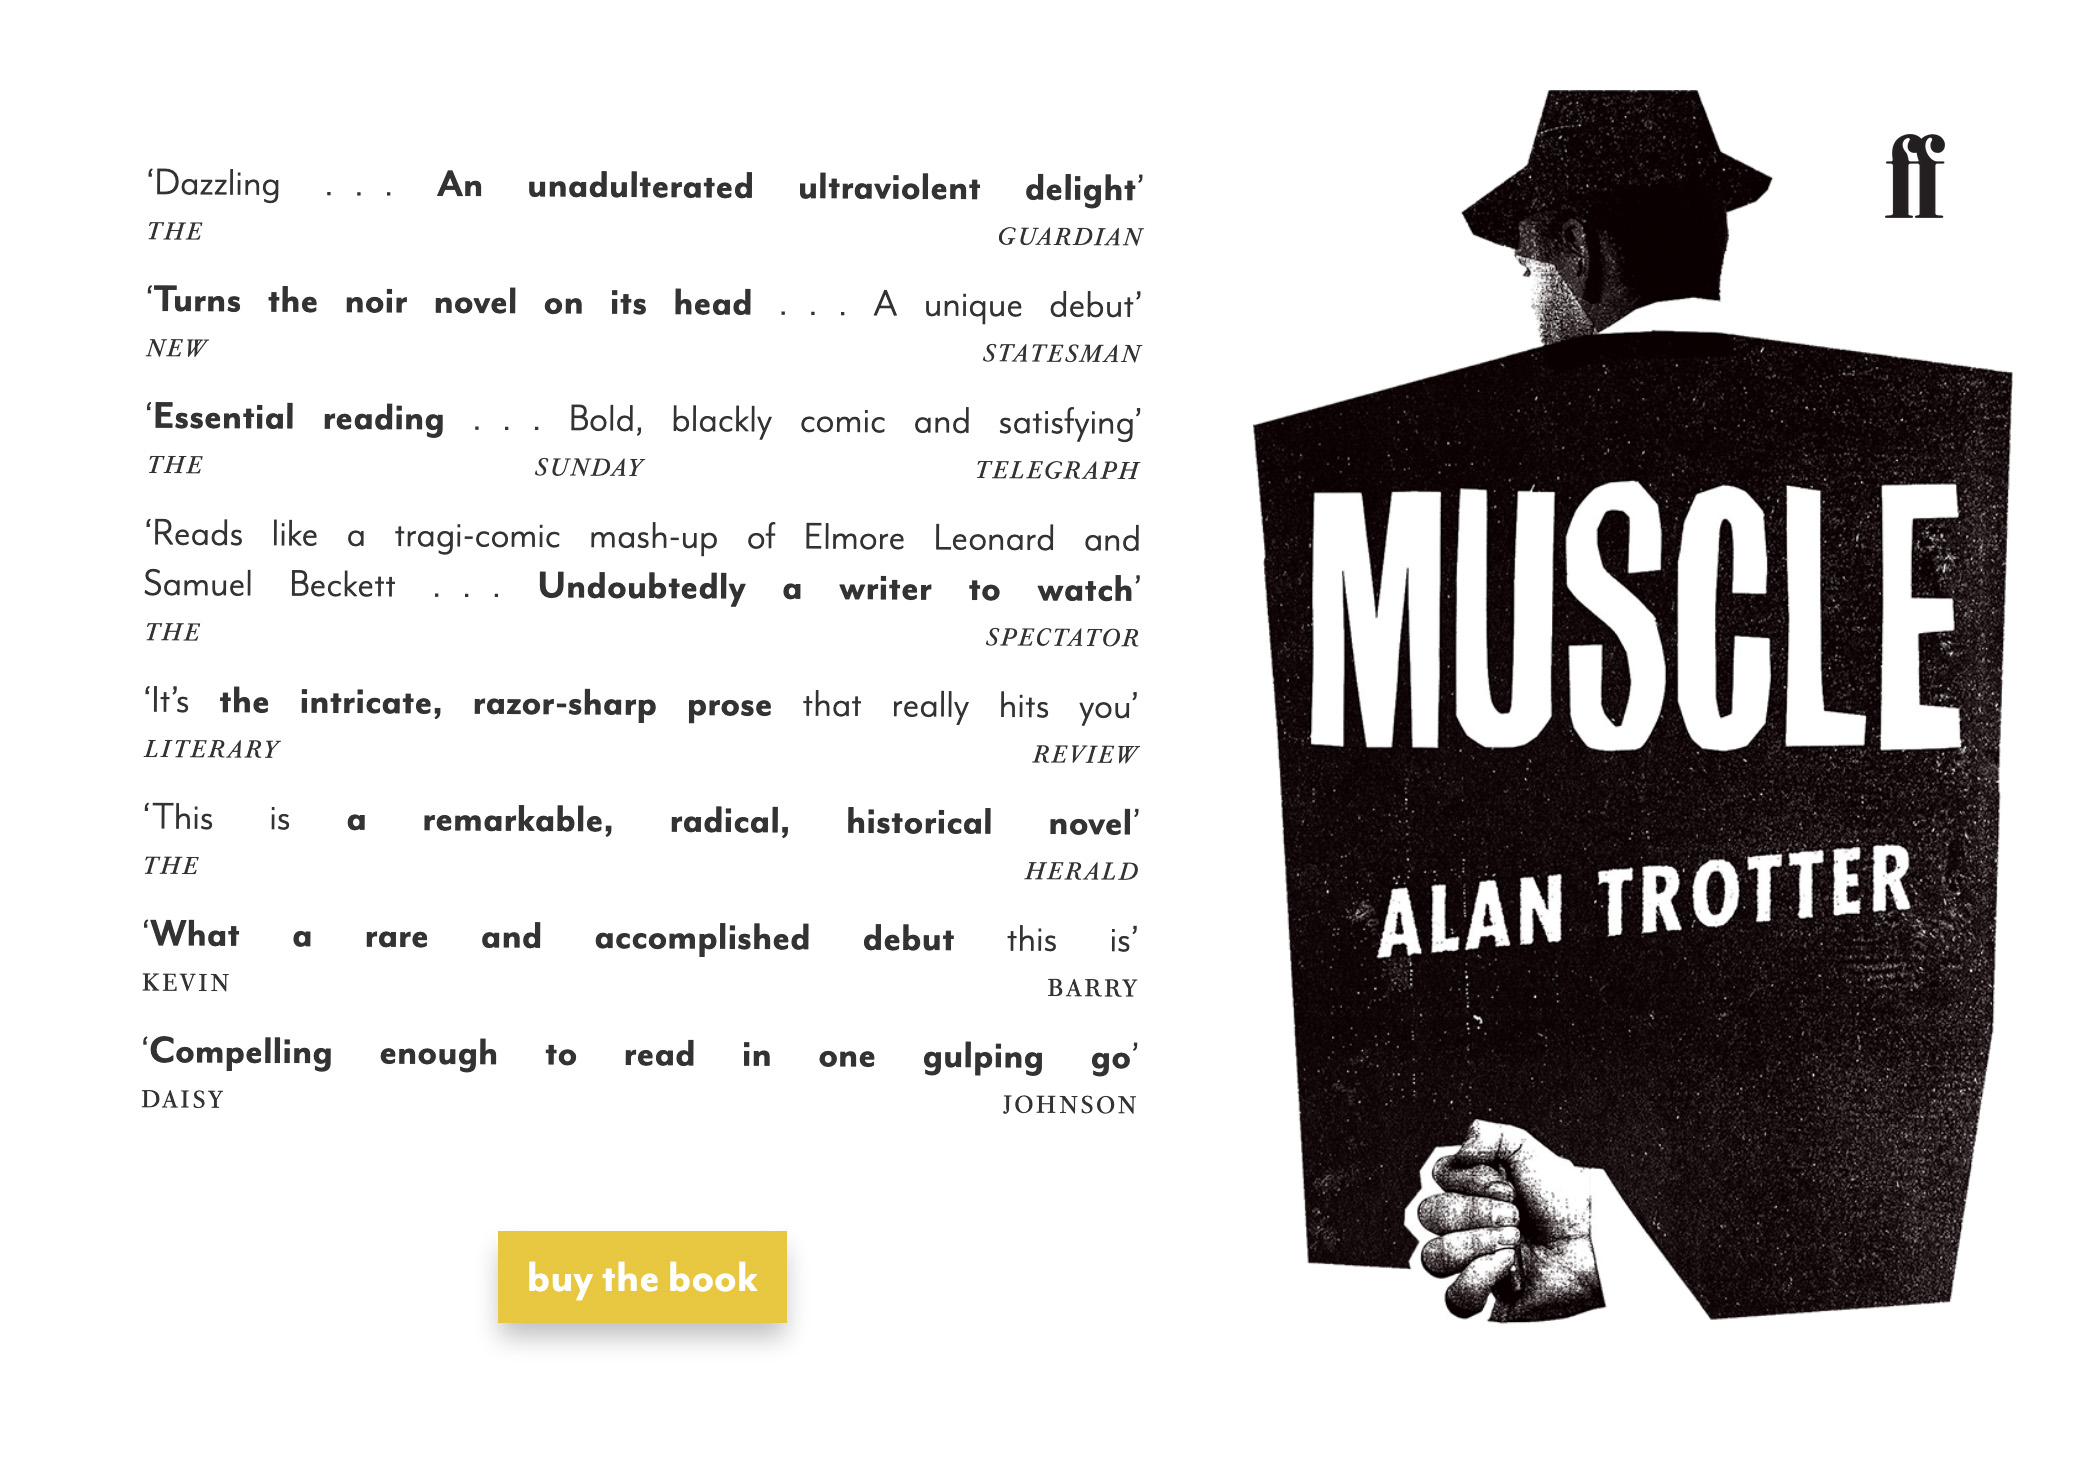 ‘Dazzling . . . An unadulterated ultraviolent delight’
THE GUARDIAN
‘Turns the noir novel on its head . . . A unique debut’
NEW STATESMAN
‘Essential reading . . . Bold, blackly comic and satisfying’
THE SUNDAY TELEGRAPH
‘Reads like a tragi-comic mash-up of Elmore Leonard and
Samuel Beckett . . . Undoubtedly a writer to watch’
THE SPECTATOR
‘It’s the intricate, razor-sharp prose that really hits you’
LITERARY REVIEW
‘This is a remarkable, radical, historical novel’
THE HERALD
‘What a rare and accomplished debut this is’
KEVIN BARRY
‘Compelling enough to read in one gulping go’
DAISY JOHNSON
buy the book
ff
MUSCLE
ALAN TROTTER